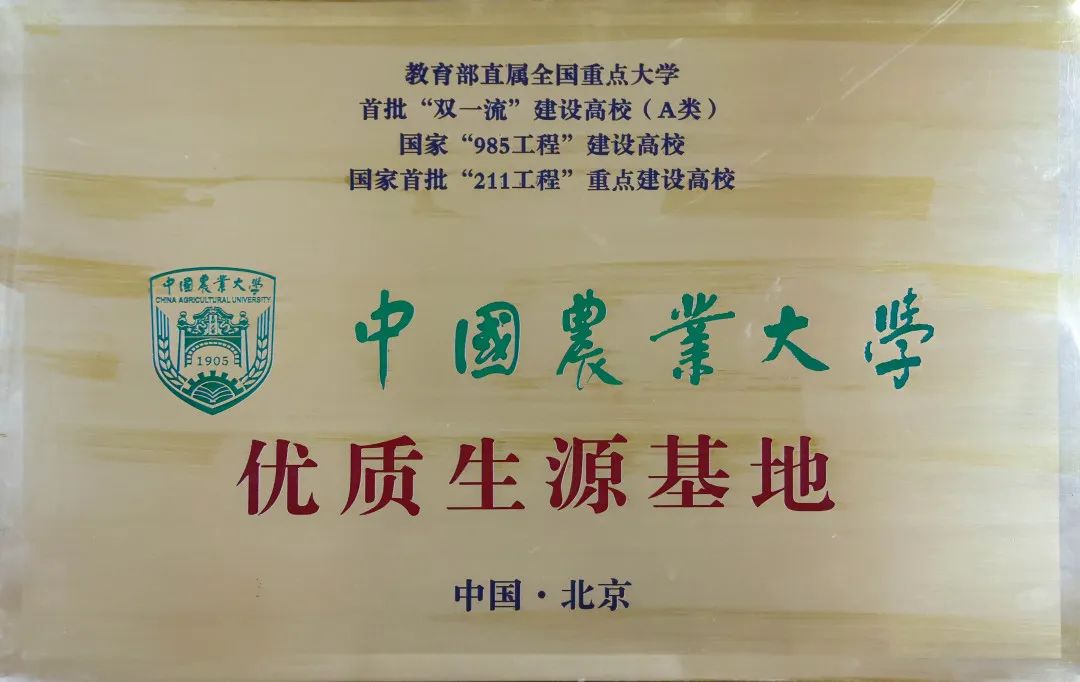 教育部直属全国重点大学
首批“双一流”建设高校（A类）
国家“985工程”建设高校
国家首批“211工程”重点建设高校
中國農業大學
CHINA AGRICULTURAL UNIVERSITY
1905
中國農業大學
优质生源基地
中国·北京